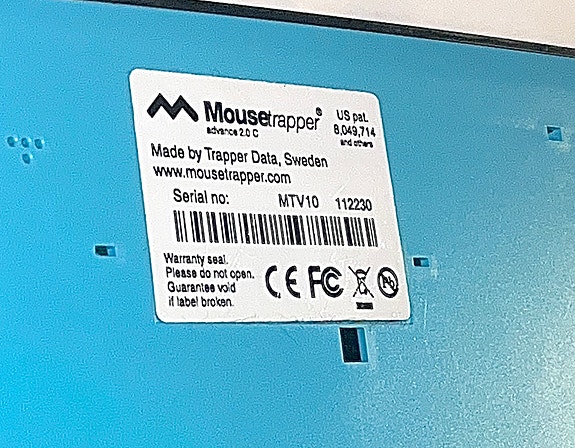 Mousetrapper®
advance 2.0 C
US pat.
8,049,714
and others
Made by Trapper Data, Sweden
www.mousetrapper.com
Serial no: MTV10 112230
Warranty seal.
Please do not open.
Guarantee void
if label broken.
CE FC Pb